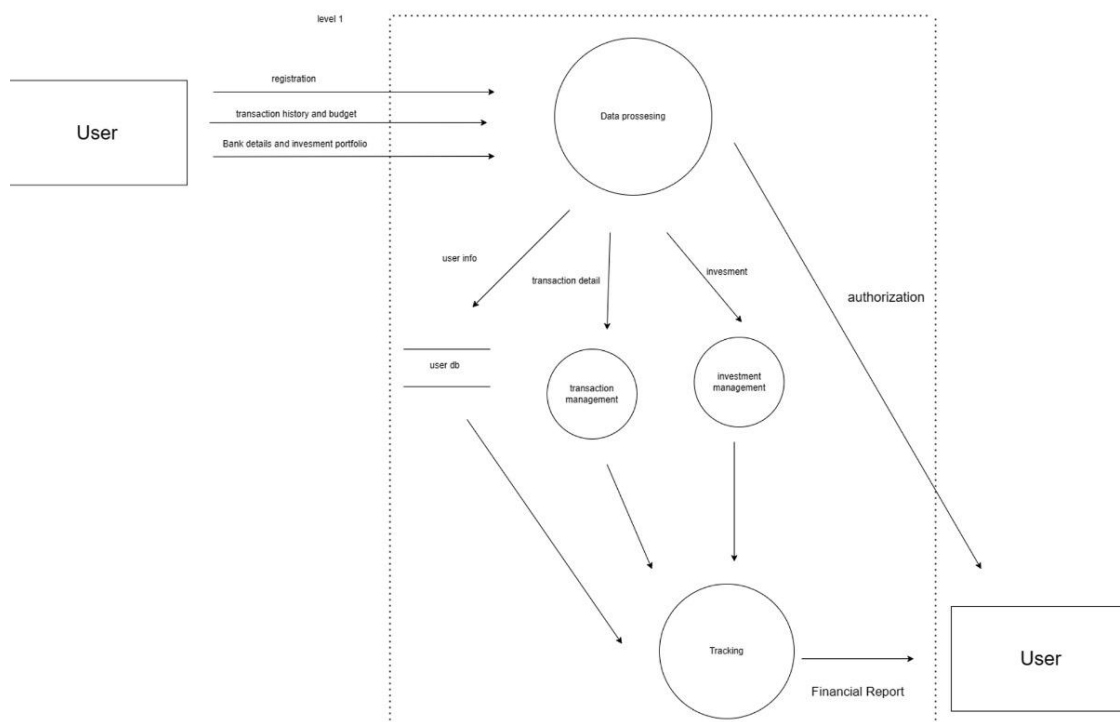 level 1
registration
User
transaction history and budget
Bank details and invesment portfolio
Data prossesing
user info
transaction detail
invesment
authorization
user db
transaction
management
investment
management
Tracking
Financial Report
User